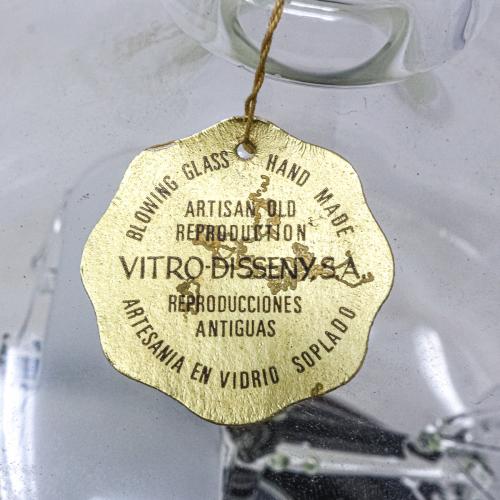 BLOWING GLASS HAND MADE
ARTISAN OLD
REPRODUCTION
VITRO-DISSENY, S.A.
REPRODUCCIONES
ANTIGUAS
ARTESANIA EN VIDRIO SOPLADO